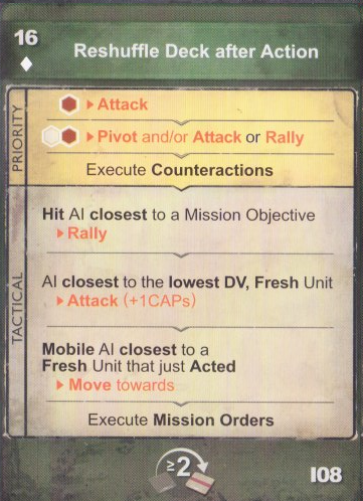 16
Reshuffle Deck after Action
PRIORITY
Attack
Pivot and/or Attack or Rally
Execute Counteractions
TACTICAL
Hit AI closest to a Mission Objective
Rally
AI closest to the lowest DV, Fresh Unit
Attack (+1CAPs)
Mobile AI closest to a
Fresh Unit that just Acted
Move towards
Execute Mission Orders
≥2
108